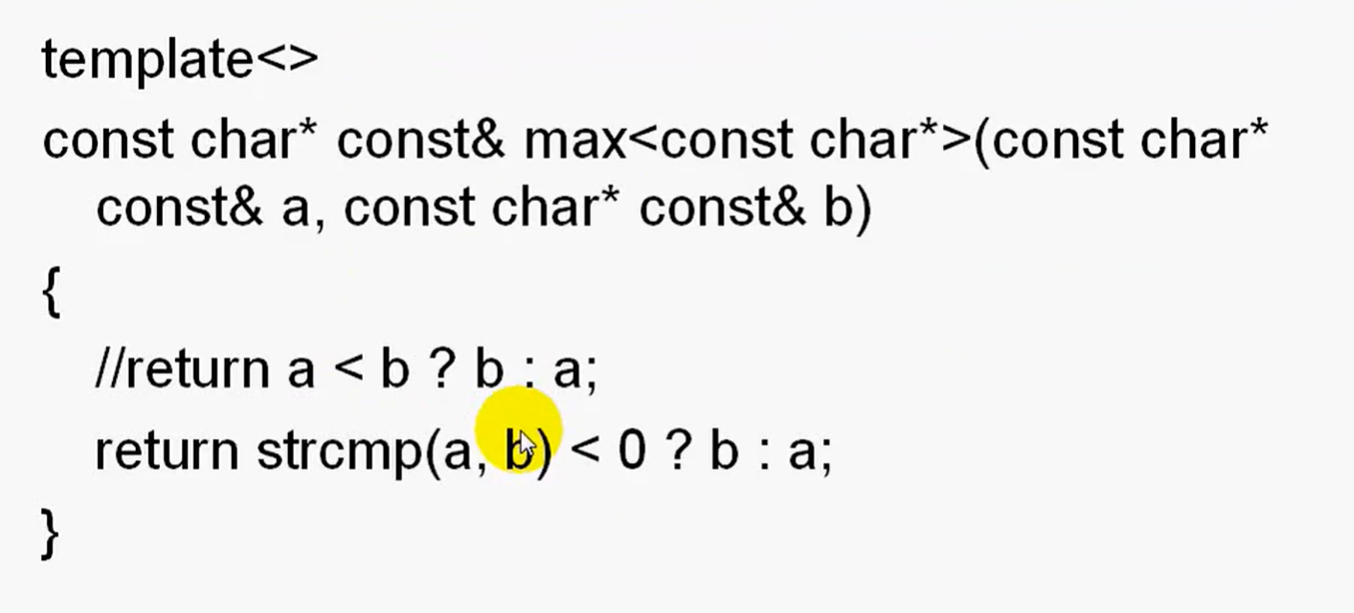 template<>
const char* const& max<const char*>(const char*
const& a, const char* const& b)
{
//return a < b ? b : a;
return strcmp(a, b) < 0 ? b : a;
}